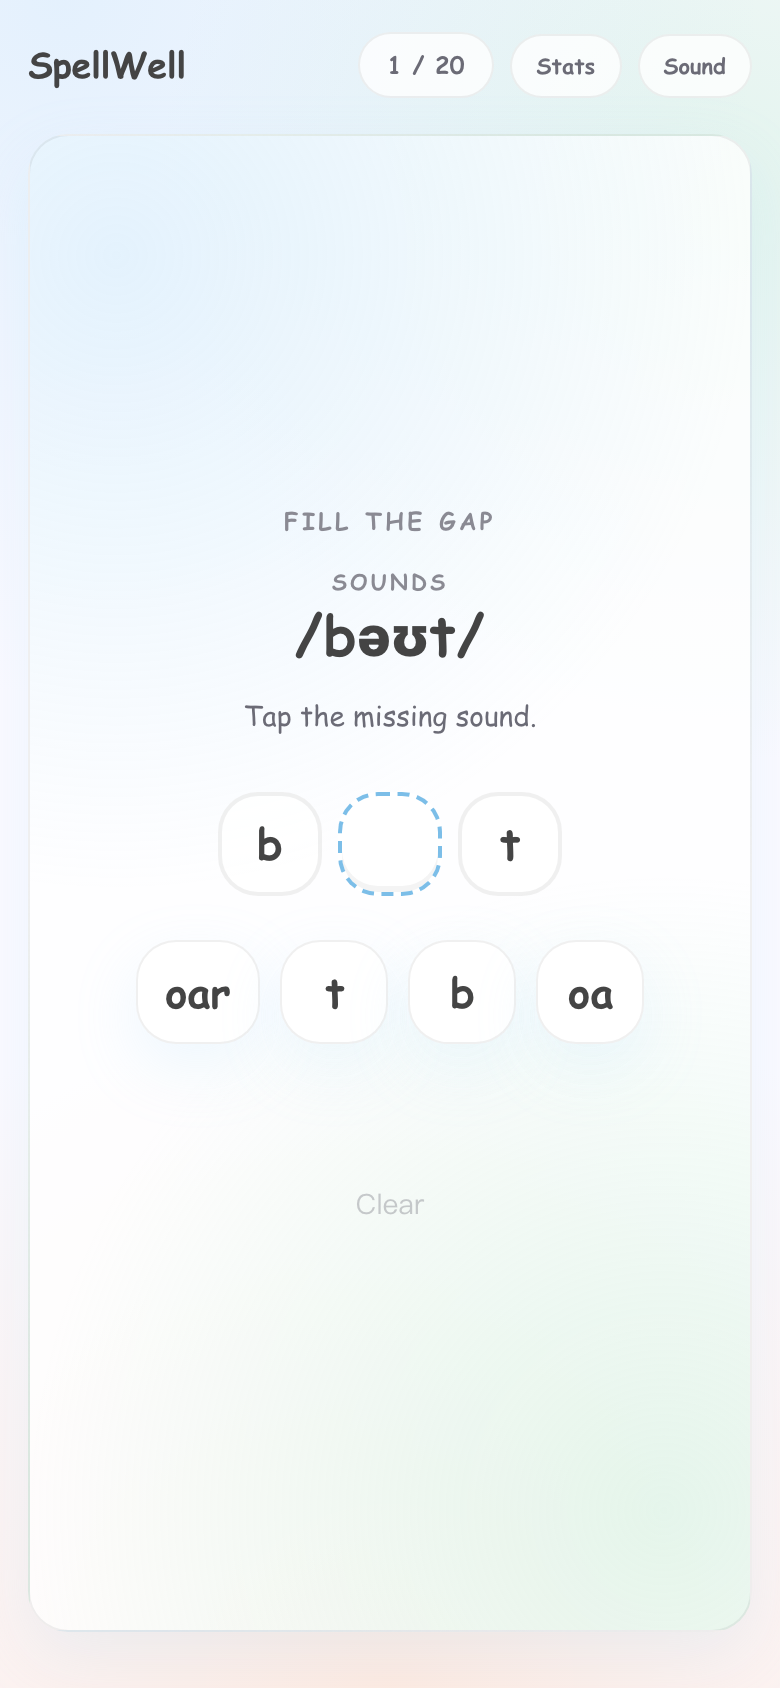 SpellWell 1 / 20 Stats Sound
FILL THE GAP
SOUNDS
/bəʊt/
Tap the missing sound.
b t
oar t b oa
Clear